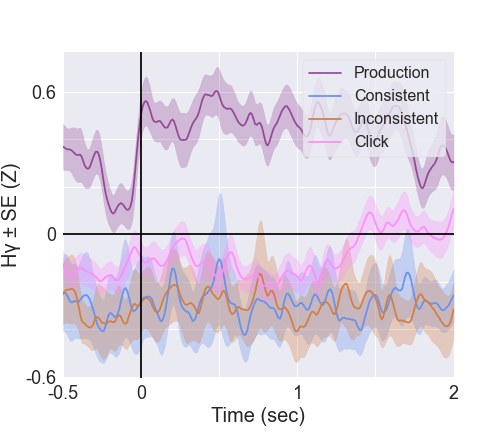 Production
Consistent
Inconsistent
Click
Hγ ± SE (Z)
0.6
0
-0.6
-0.5
0
1
2
Time (sec)